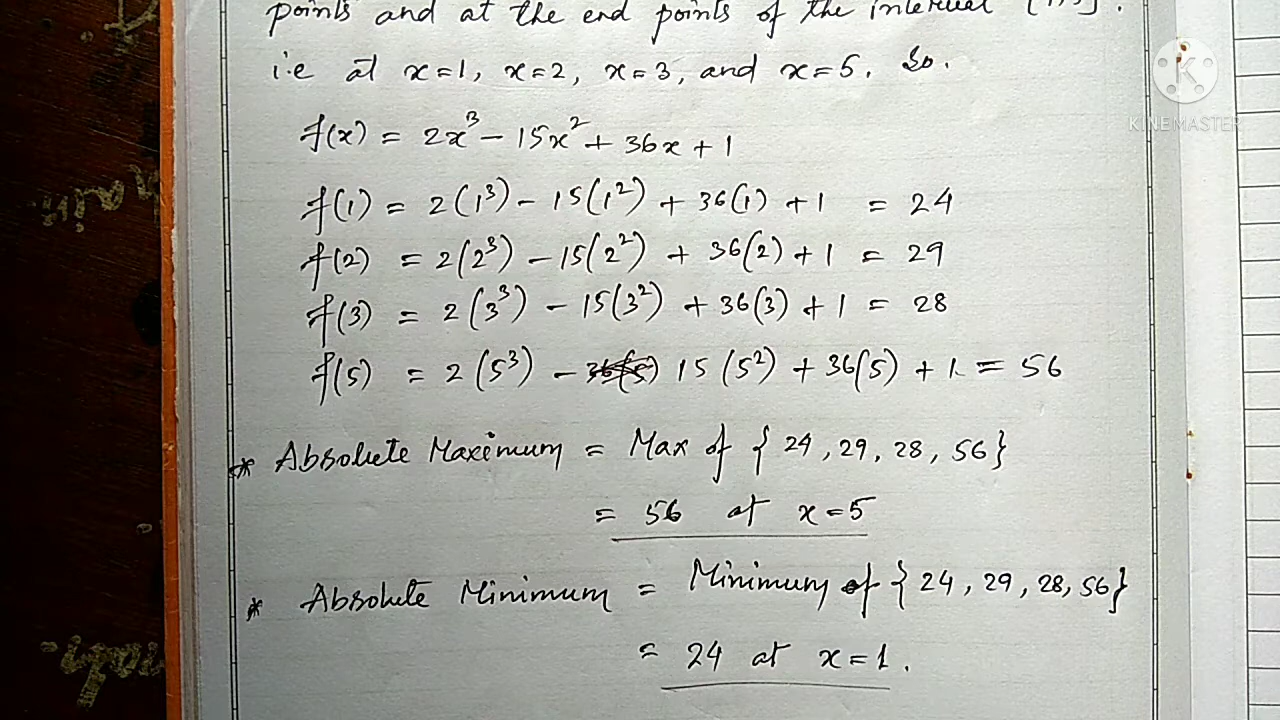 points and at the end points of the interval
i.e at x=1, x=2, x=3, and x=5. So.
f(x) = 2x³ - 15x² + 36x + 1
f(1) = 2(1³) - 15(1²) + 36(1) + 1 = 24
f(2) = 2(2³) - 15(2²) + 36(2) + 1 = 29
f(3) = 2(3³) - 15(3²) + 36(3) + 1 = 28
f(5) = 2(5³) - 15(5²) + 36(5) + 1. = 56
* Absolute Maximum = Max of {24, 29, 28, 56}
= 56 at x=5
* Absolute Minimum = Minimum of {24, 29, 28, 56}
= 24 at x=1.
K
KINEMASTER